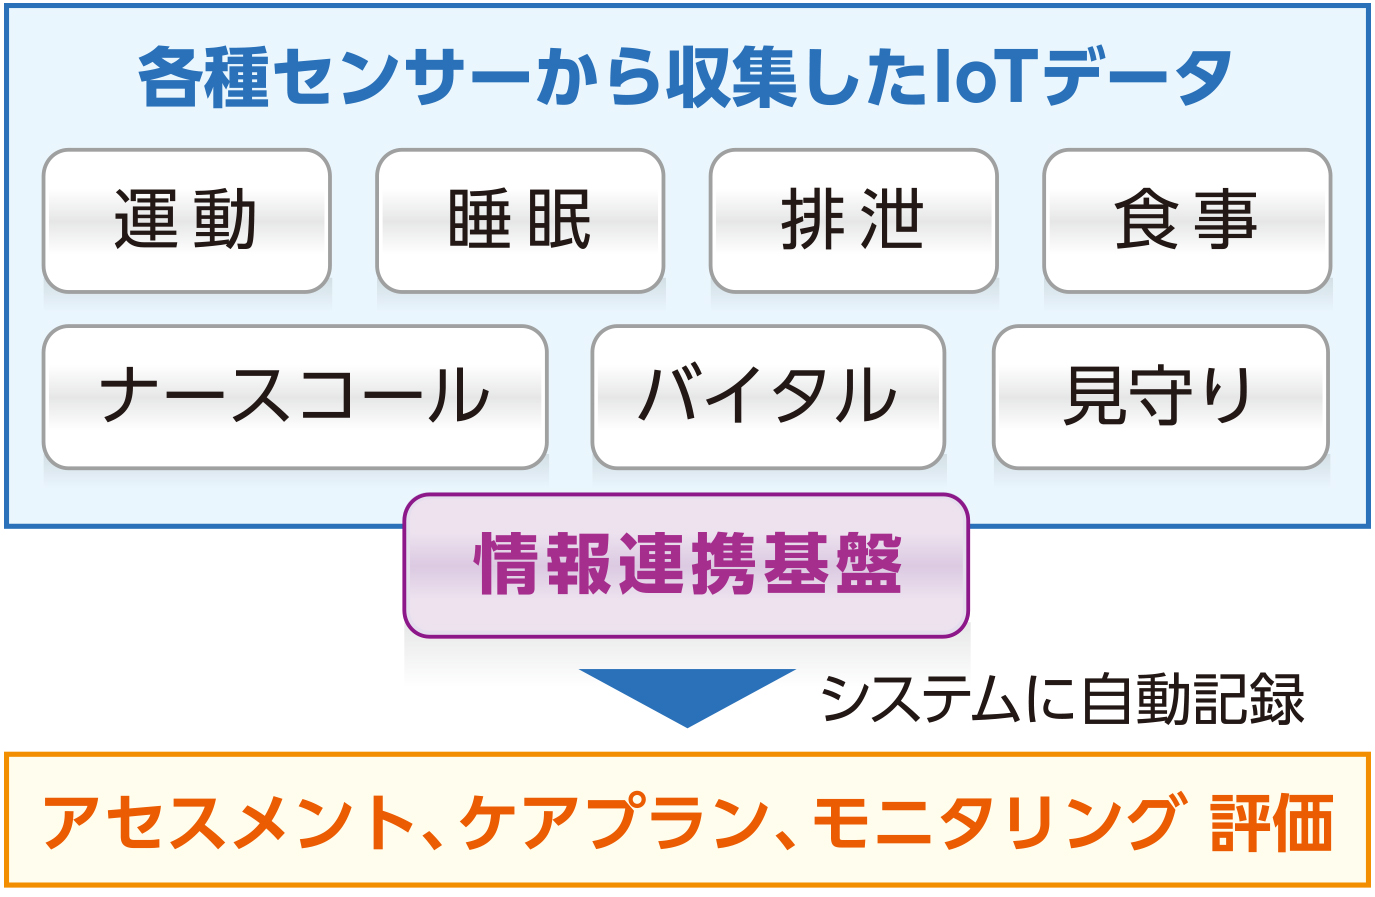 各種センサーから収集したIoTデータ
運動 睡眠 排泄 食事
ナースコール バイタル 見守り
情報連携基盤
システムに自動記録
アセスメント、ケアプラン、モニタリング 評価